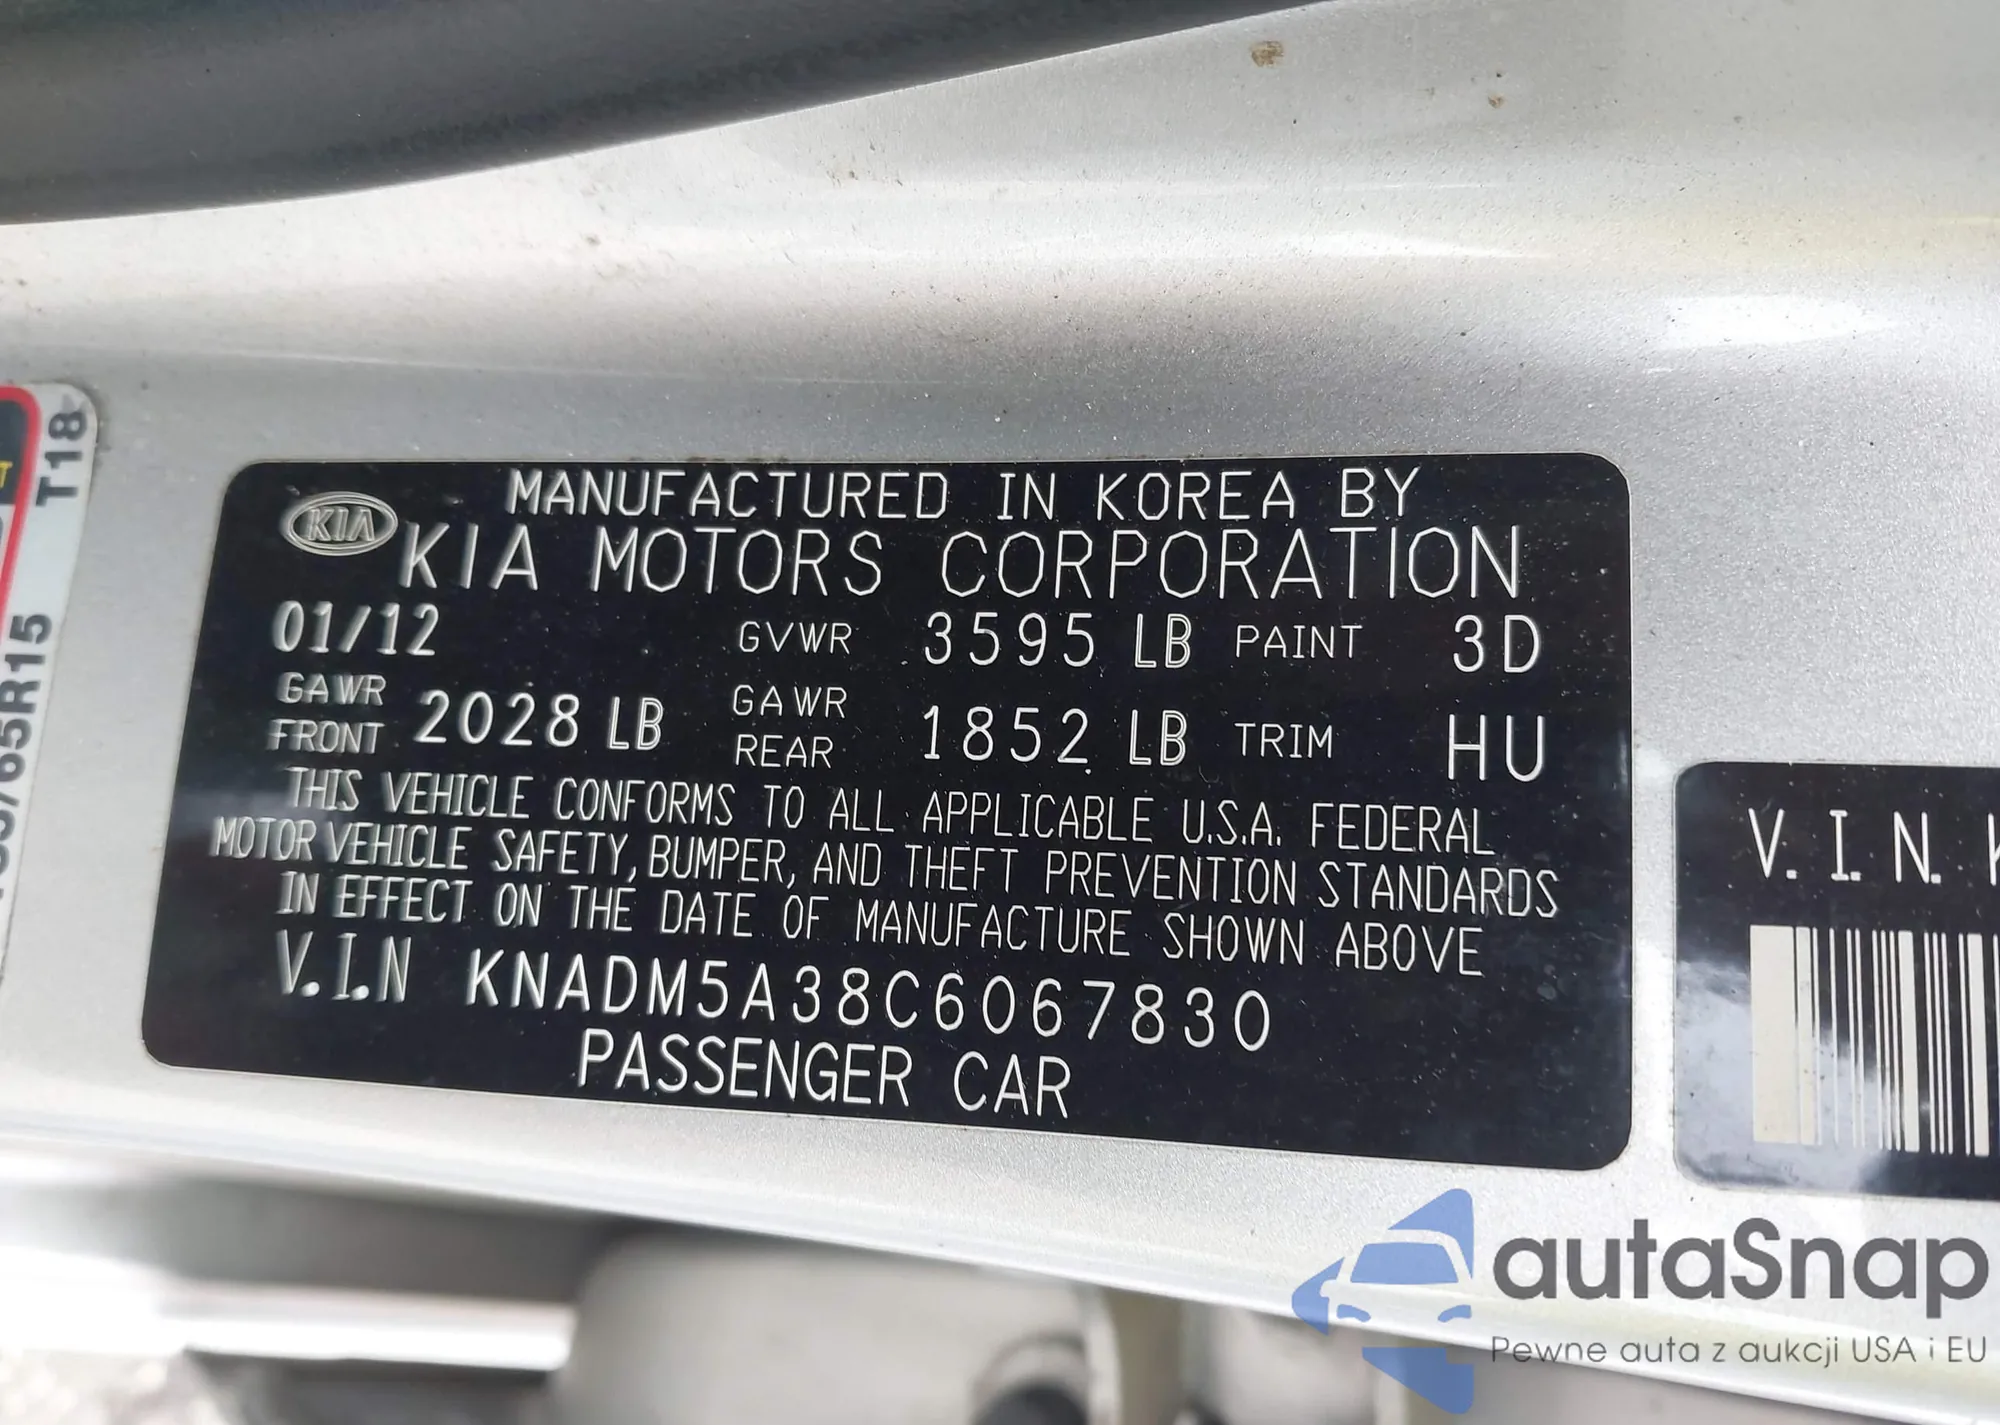 MANUFACTURED IN KOREA BY
KIA
KIA MOTORS CORPORATION
01/12 GVWR 3595 LB PAINT 3D
GAWR FRONT 2028 LB GAWR REAR 1852 LB TRIM HU
THIS VEHICLE CONFORMS TO ALL APPLICABLE U.S.A. FEDERAL
MOTOR VEHICLE SAFETY, BUMPER, AND THEFT PREVENTION STANDARDS
IN EFFECT ON THE DATE OF MANUFACTURE SHOWN ABOVE
V.I.N KNADM5A38C6067830
PASSENGER CAR
T18
/65R15
V.I.N. K
autaSnap
Pewne auta z aukcji USA i EU